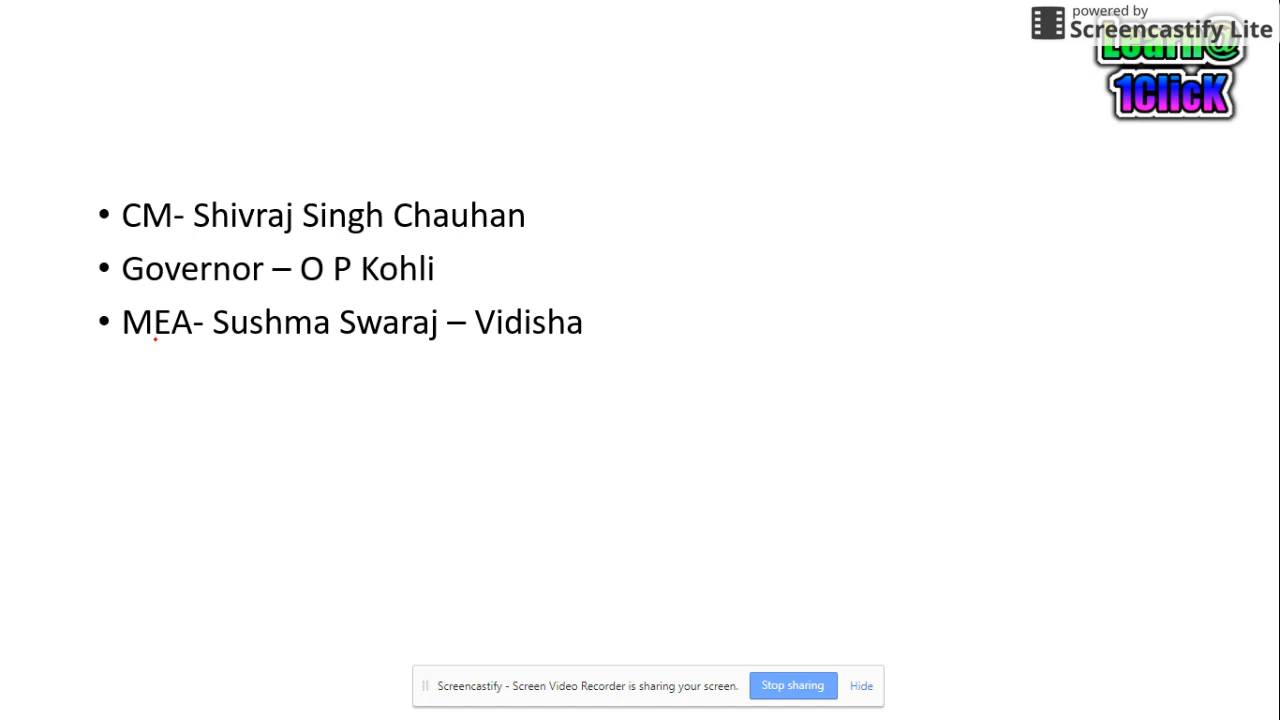 powered by
Screencastify Lite
Learn@
1ClicK
• CM- Shivraj Singh Chauhan
• Governor – O P Kohli
• MEA- Sushma Swaraj – Vidisha
Screencastify - Screen Video Recorder is sharing your screen. Stop sharing Hide